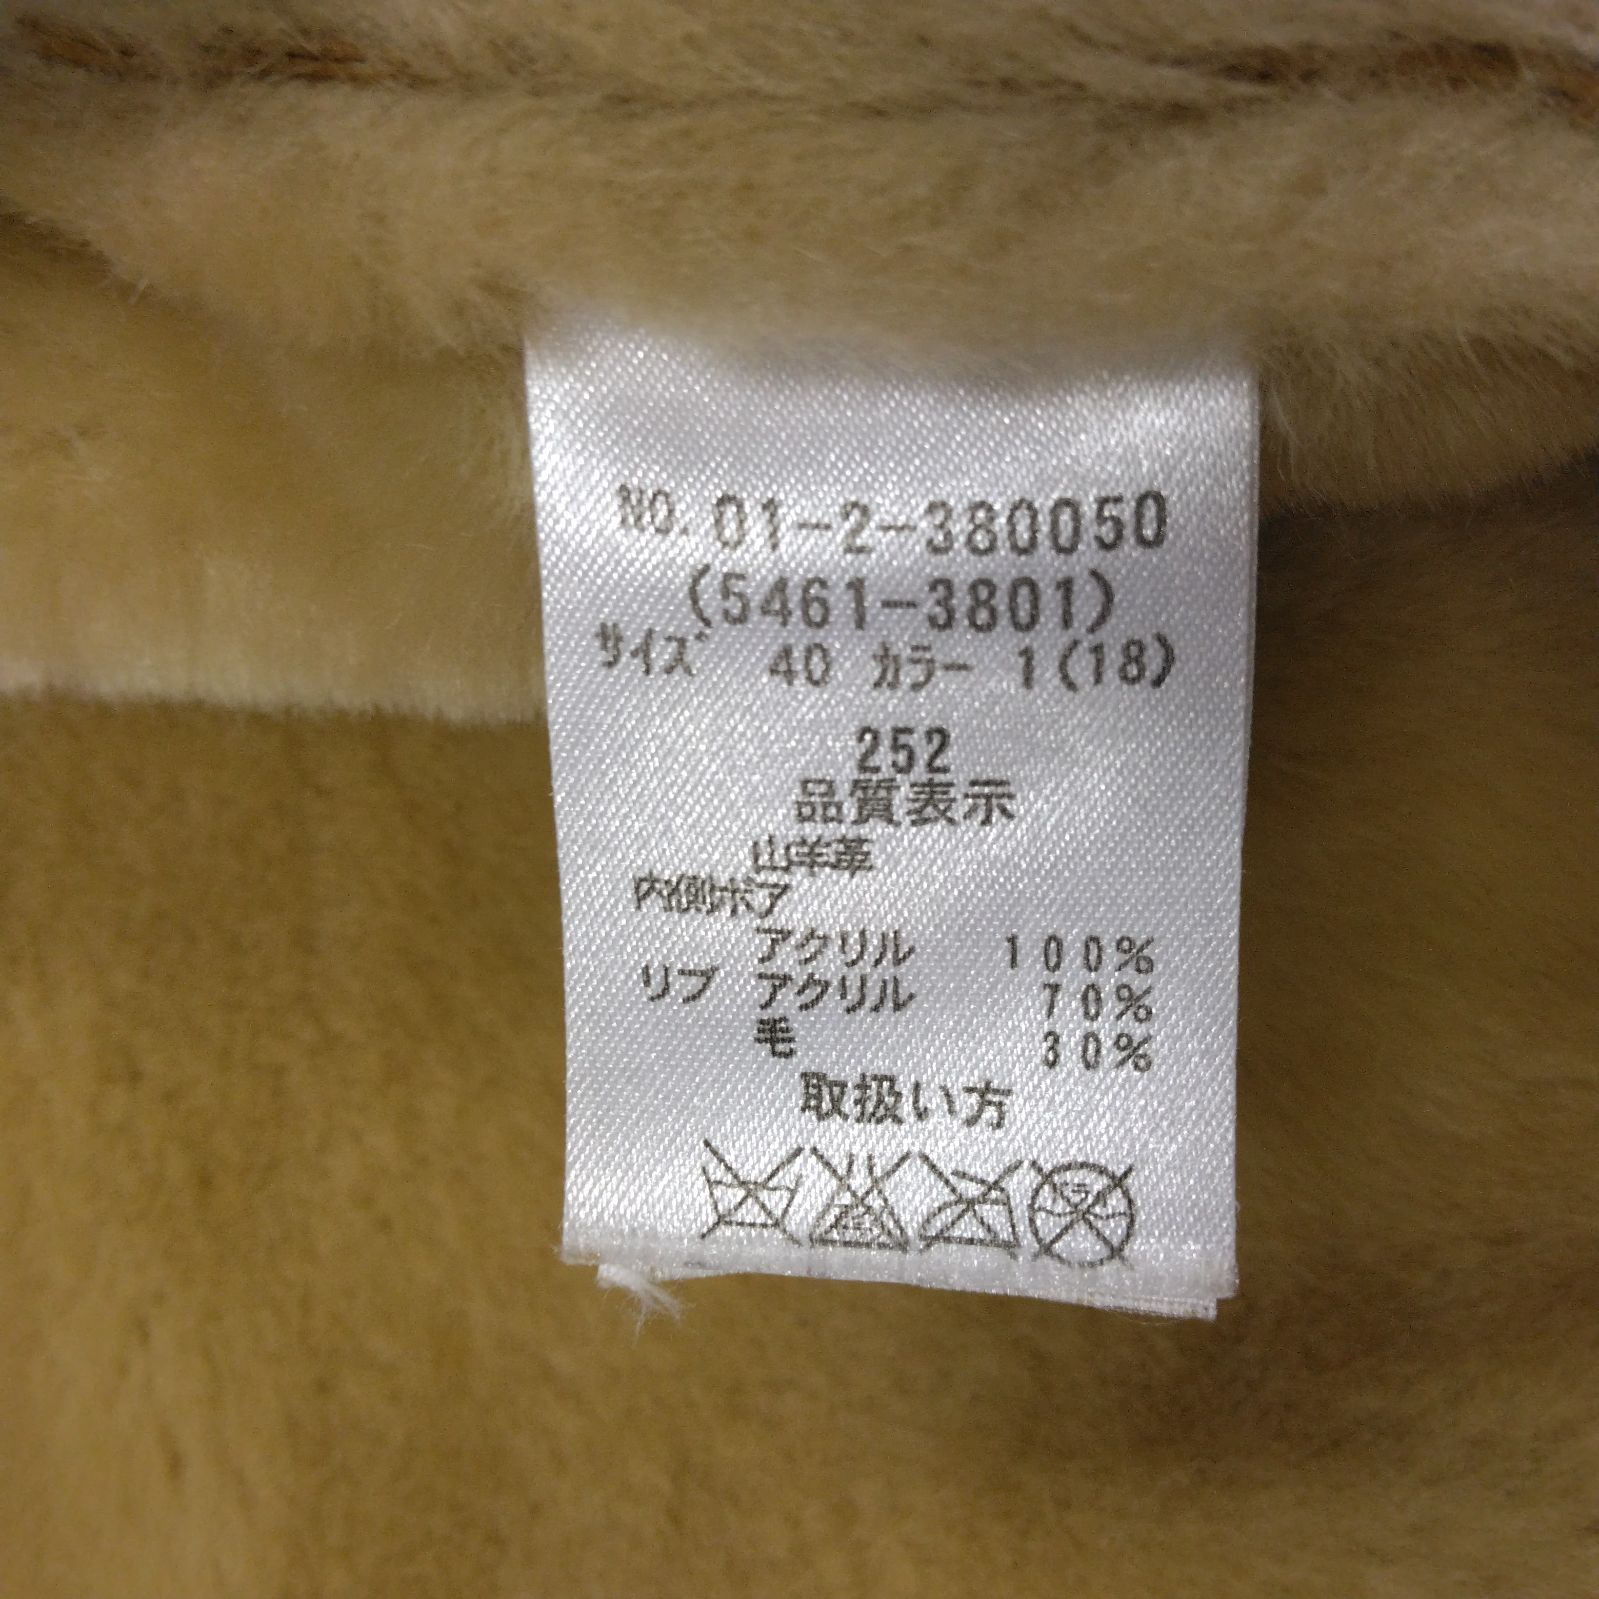 NO. 01-2-380050
(5461-3801)
サイズ 40 カラー 1(18)
252
品質表示
山羊革
内側ボア
アクリル 100%
リブ アクリル 70%
毛 30%
取扱い方